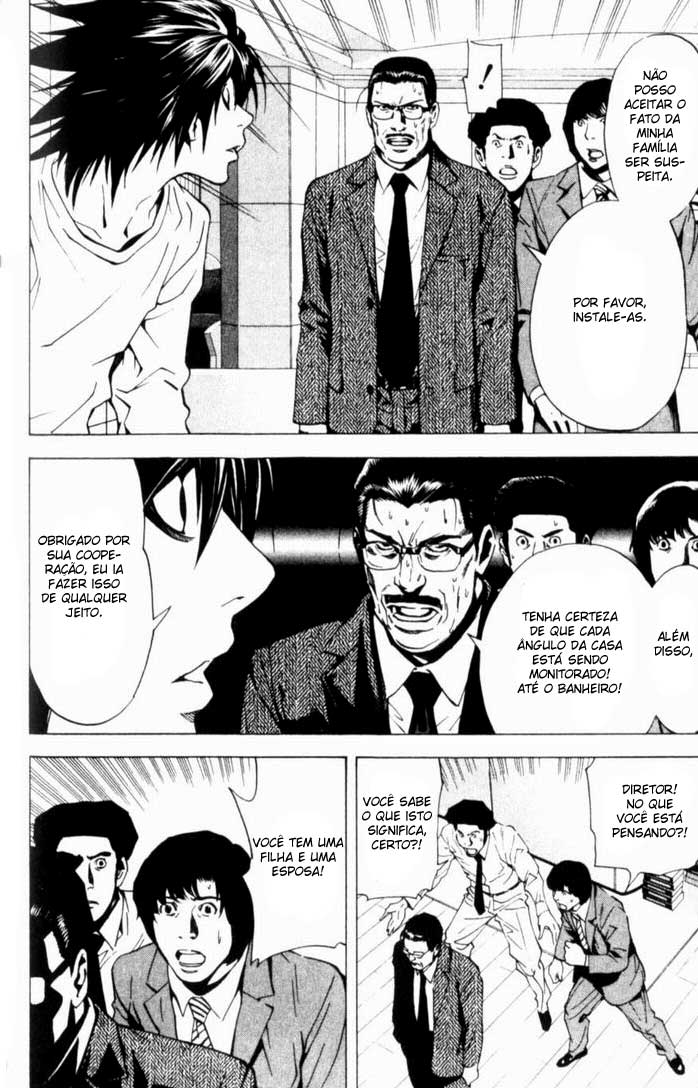 !
NÃO
POSSO
ACEITAR O
FATO DA
MINHA
FAMÍLIA
SER SUS-
PEITA.
POR FAVOR,
INSTALE-AS.
ALÉM
DISSO,
TENHA CERTEZA
DE QUE CADA
ÂNGULO DA CASA
ESTÁ SENDO
MONITORADO!
ATÉ O BANHEIRO!
OBRIGADO POR
SUA COOPE-
RAÇÃO, EU IA
FAZER ISSO
DE QUALQUER
JEITO.
DIRETOR!
NO QUE
VOCÊ ESTÁ
PENSANDO?!
VOCÊ SABE
O QUE ISTO
SIGNIFICA,
CERTO?!
VOCÊ TEM UMA
FILHA E UMA
ESPOSA!